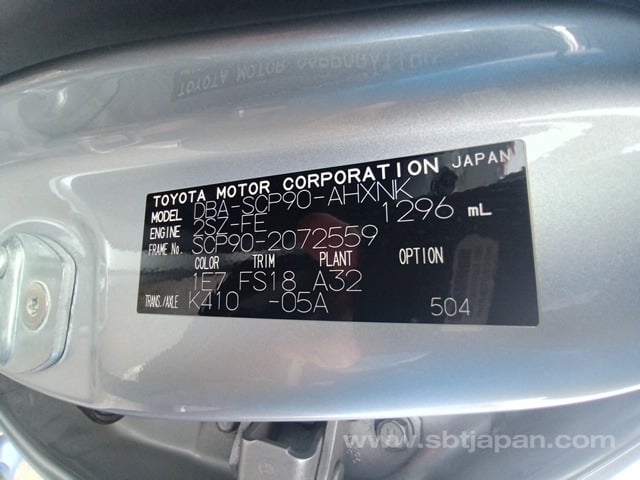 TOYOTA MOTOR CORPORATION JAPAN
MODEL DBA-SCP90-AHXNK
ENGINE 2SZ-FE 1296 mL
FRAME No. SCP90-2072559
COLOR TRIM PLANT OPTION
1E7 FS18 A32
TRANS./AXLE K410 -05A 504
www.sbtjapan.com